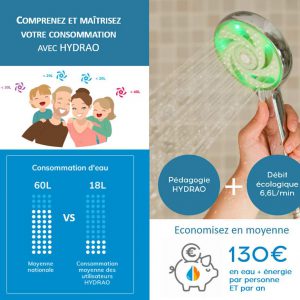 COMPRENEZ ET MAÎTRISEZ
VOTRE CONSOMMATION
AVEC HYDRAO
Consommation d'eau
60L
18L
VS
Moyenne
nationale
Consommation
moyenne des
utilisateurs
HYDRAO
Pédagogie
HYDRAO
+
Débit
écologique
6,6L/min
Economisez en moyenne
€
€
130€
en eau + énergie
par personne
ET par an